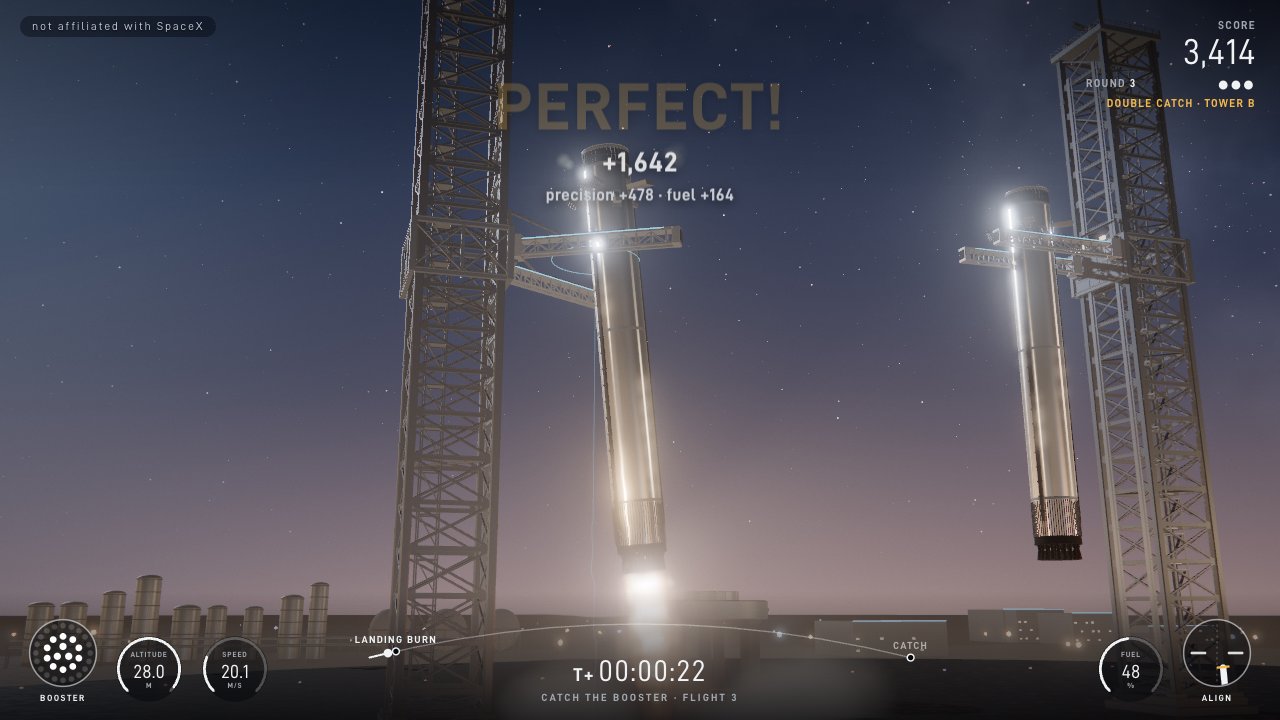 not affiliated with SpaceX
SCORE
3,414
ROUND 3
DOUBLE CATCH · TOWER B
PERFECT!
+1,642
precision +478 · fuel +164
LANDING BURN
CATCH
BOOSTER
ALTITUDE
28.0
M
SPEED
20.1
M/S
T+ 00:00:22
CATCH THE BOOSTER · FLIGHT 3
FUEL
48
%
ALIGN